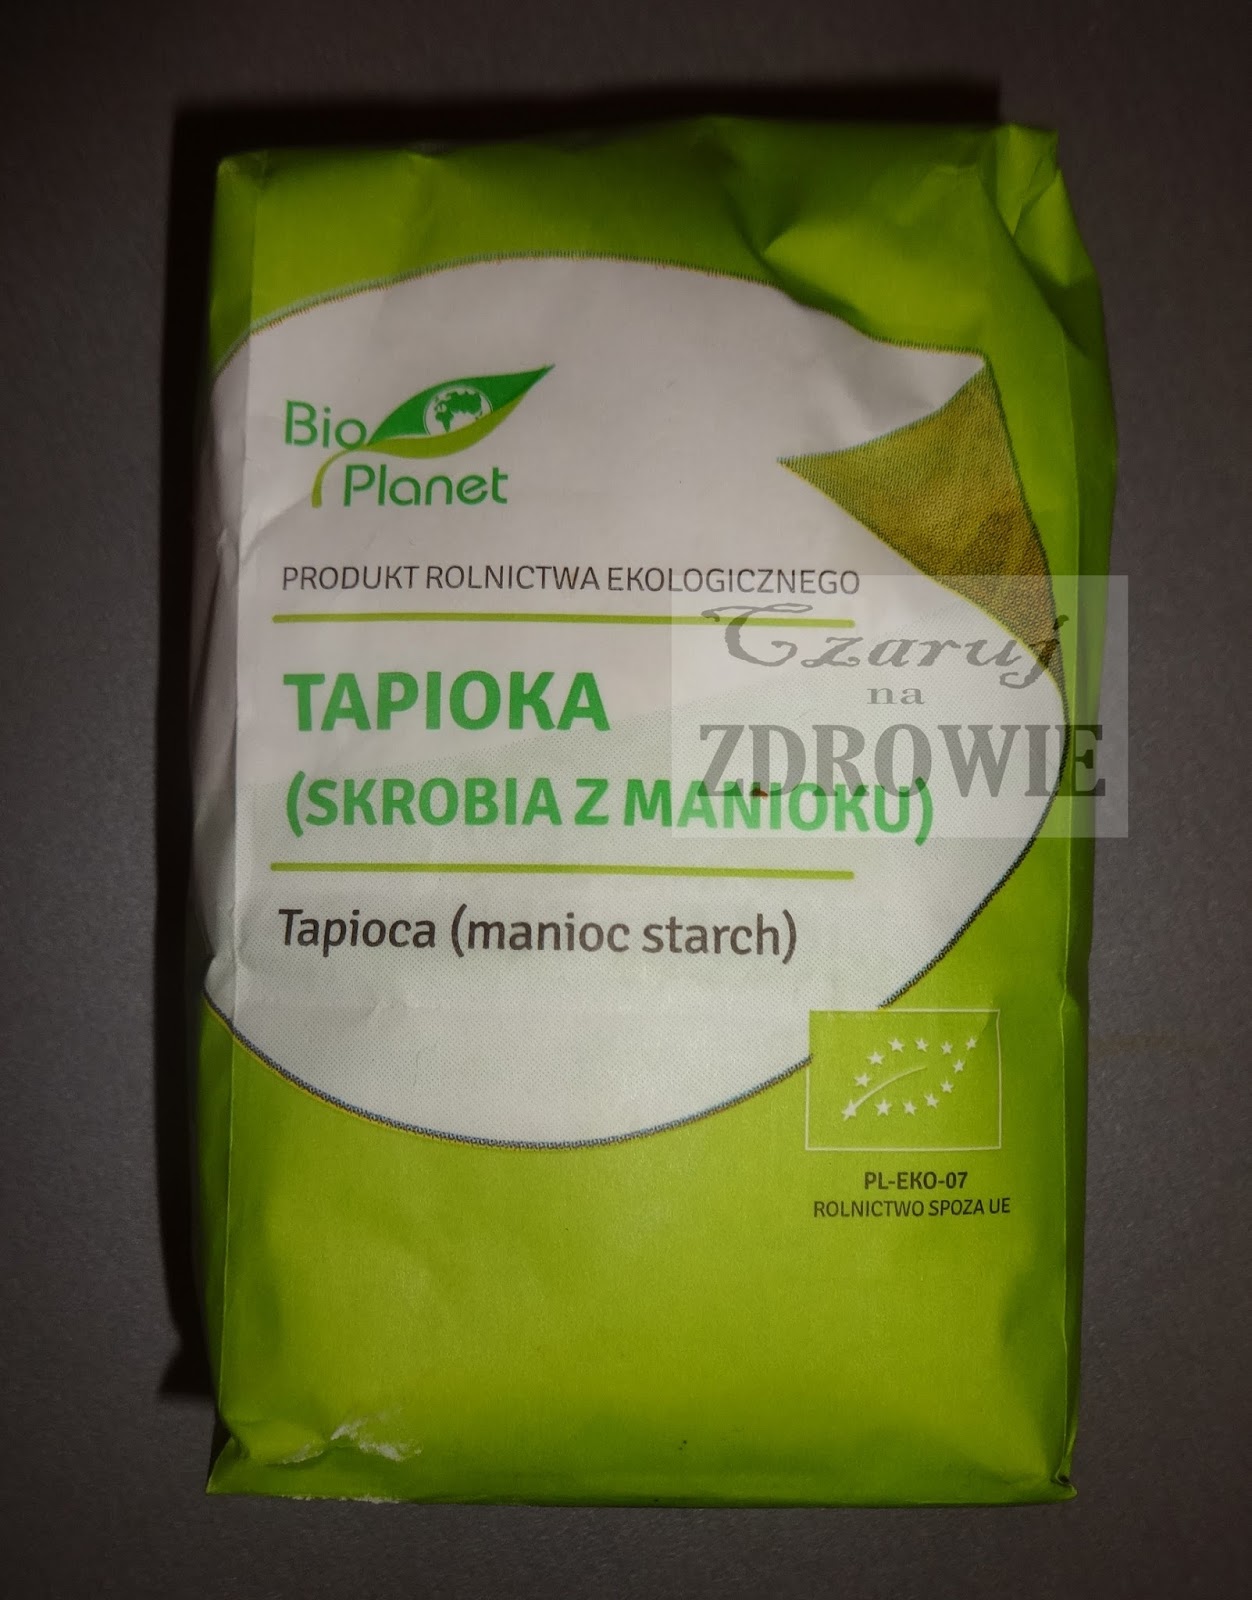 Bio
Planet
PRODUKT ROLNICTWA EKOLOGICZNEGO
Czaruj
na
ZDROWIE
TAPIOKA
(SKROBIA Z MANIOKU)
Tapioca (manioc starch)
PL-EKO-07
ROLNICTWO SPOZA UE